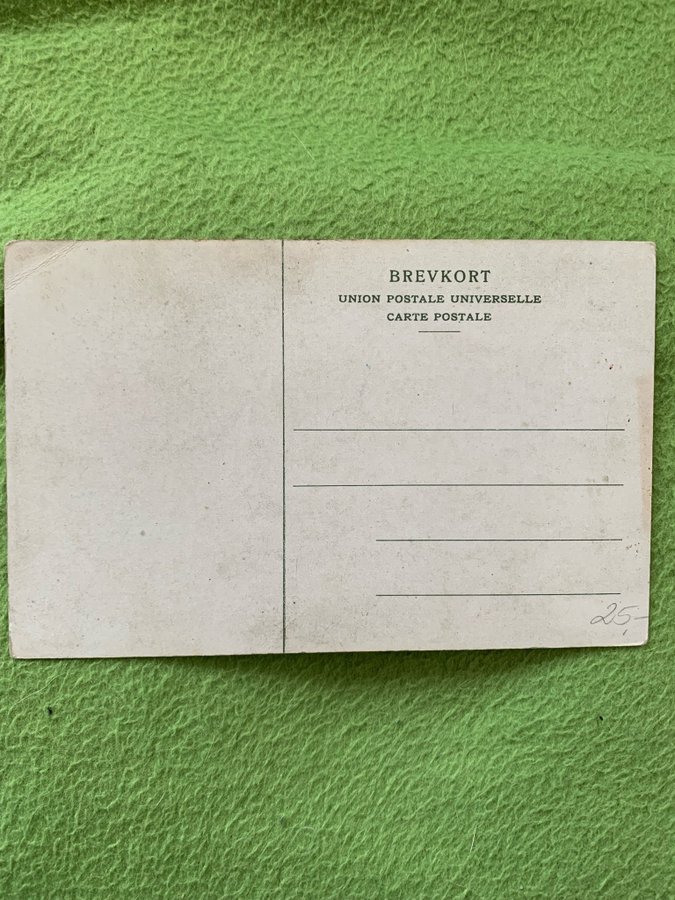 BREVKORT
UNION POSTALE UNIVERSELLE
CARTE POSTALE
25,-